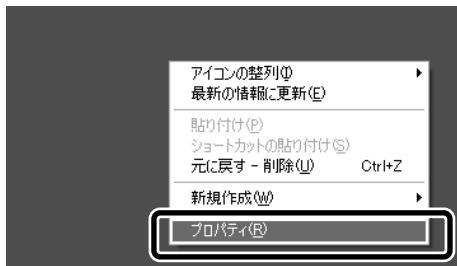 アイコンの整列(I)
最新の情報に更新(E)
貼り付け(P)
ショートカットの貼り付け(S)
元に戻す - 削除(U) Ctrl+Z
新規作成(W)
プロパティ(R)